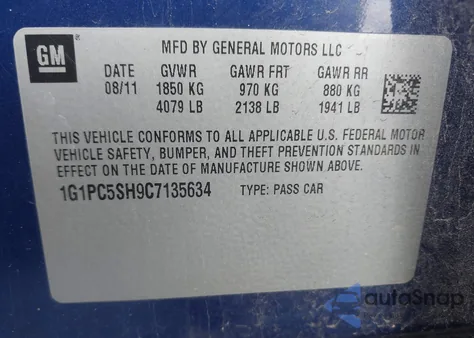 GM
MFD BY GENERAL MOTORS LLC
DATE GVWR GAWR FRT GAWR RR
08/11 1850 KG 970 KG 880 KG
4079 LB 2138 LB 1941 LB
THIS VEHICLE CONFORMS TO ALL APPLICABLE U.S. FEDERAL MOTOR
VEHICLE SAFETY, BUMPER, AND THEFT PREVENTION STANDARDS IN
EFFECT ON THE DATE OF MANUFACTURE SHOWN ABOVE.
1G1PC5SH9C7135634 TYPE: PASS CAR
autoSnap